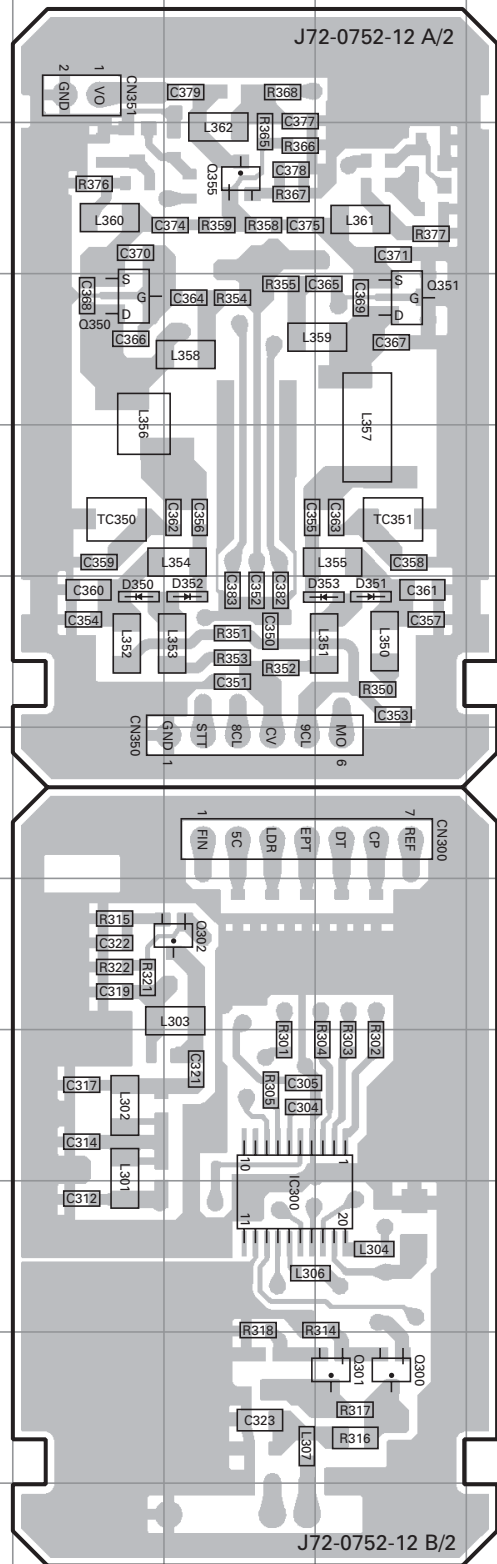 J72-0752-12 A/2
2 1
GND VO
CN351
C379 R368
L362 R365 C377
R366
Q355 C378
R376 R367
L360 C374 R359 R358 C375 L361
R377
C370 C371
S G D Q350
S G D Q351
C368 C364 R354 R355 C365 C369
C366 L358 L359 C367
L356 L357
TC350 C362 C356 C355 C363 TC351
C359 L354 L355 C358
D350 D352 D353 D351
C360 C383 C352 C382 C361
C354 C357
L352 L353 R351 C350 L351 L350
R353 R352
C351 R350
C353
CN350
GND STT 8CL CV 9CL MO
1 6
1 7
FIN 5C LDR EPT DT CP REF
CN300
R315 Q302
C322
R322 R321
C319
L303
R301 R304 R303 R302
C321
C317 L302 R305 C305
C304
C314 L301
10 1
IC300
11 20
C312
L304
L306
R318 R314
Q301 Q300
R317
C323 L307 R316
J72-0752-12 B/2